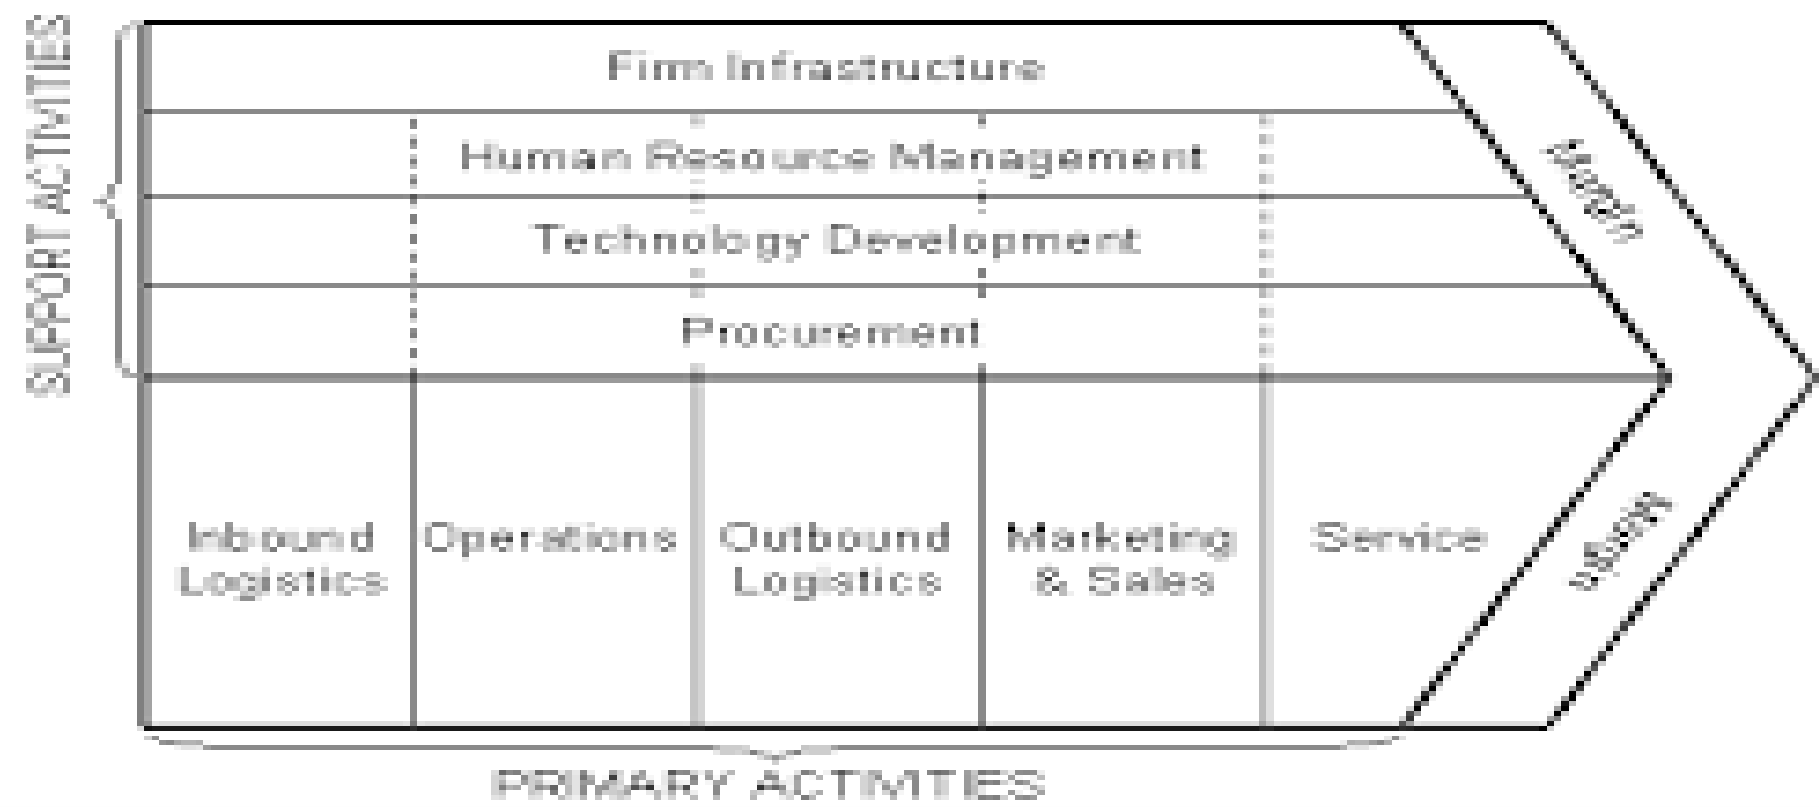 SUPPORT ACTIVITIES
Firm Infrastructure
Human Resource Management
Technology Development
Procurement
Margin
Inbound
Logistics
Operations
Outbound
Logistics
Marketing
& Sales
Service
Margin
PRIMARY ACTIVITIES